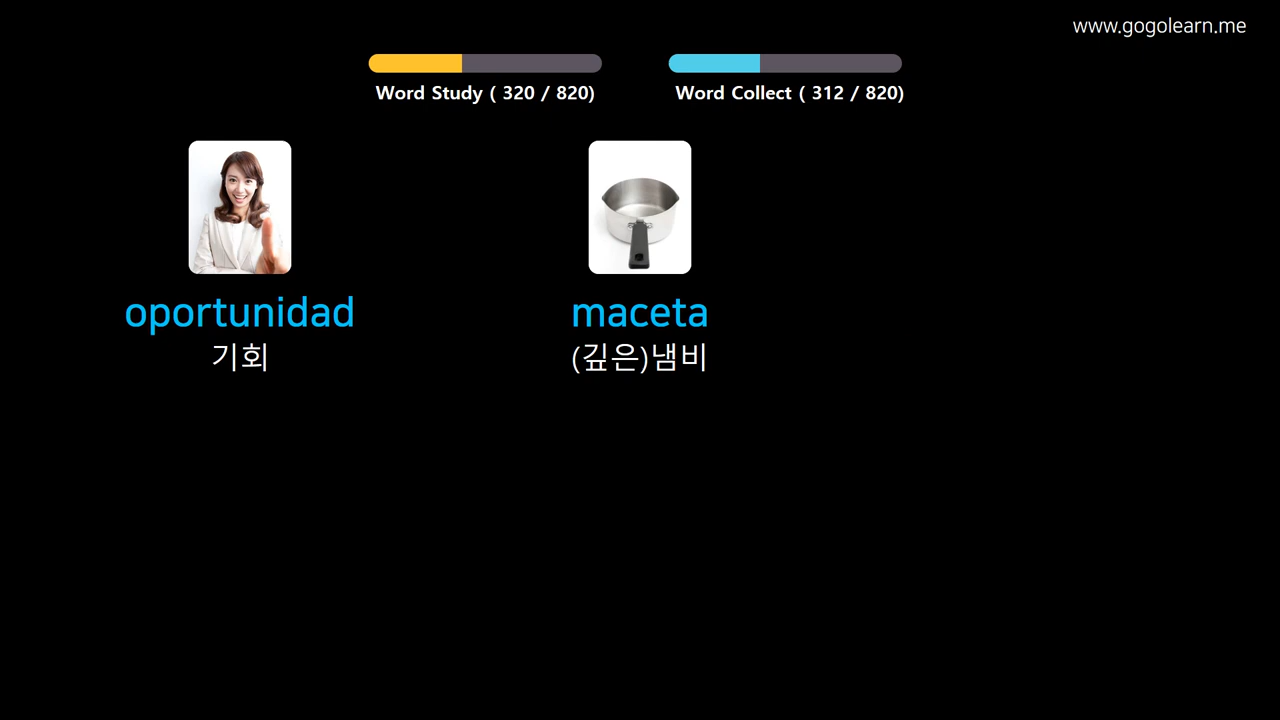 www.gogolearn.me
Word Study ( 320 / 820)
Word Collect ( 312 / 820)
oportunidad
기회
maceta
(깊은)냄비